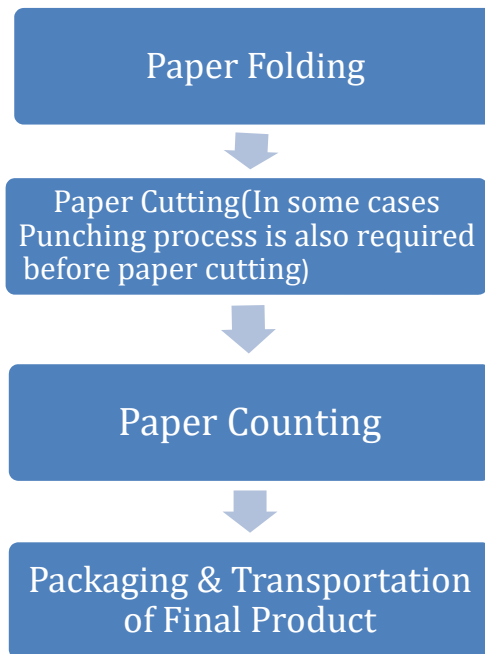 Paper Folding
Paper Cutting(In some cases
Punching process is also required
before paper cutting)
Paper Counting
Packaging & Transportation
of Final Product